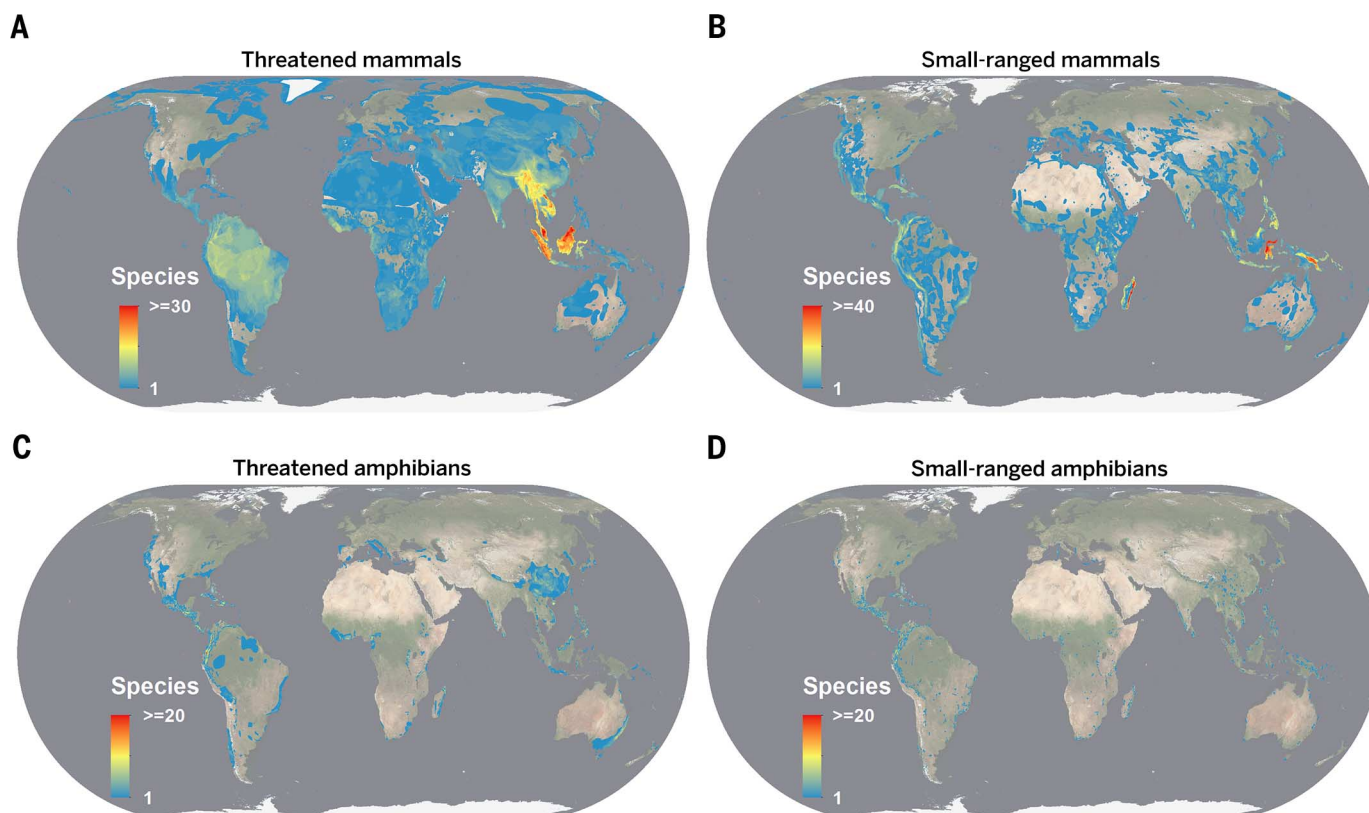 A
Threatened mammals
Species
>=30
1
B
Small-ranged mammals
Species
>=40
1
C
Threatened amphibians
Species
>=20
1
D
Small-ranged amphibians
Species
>=20
1